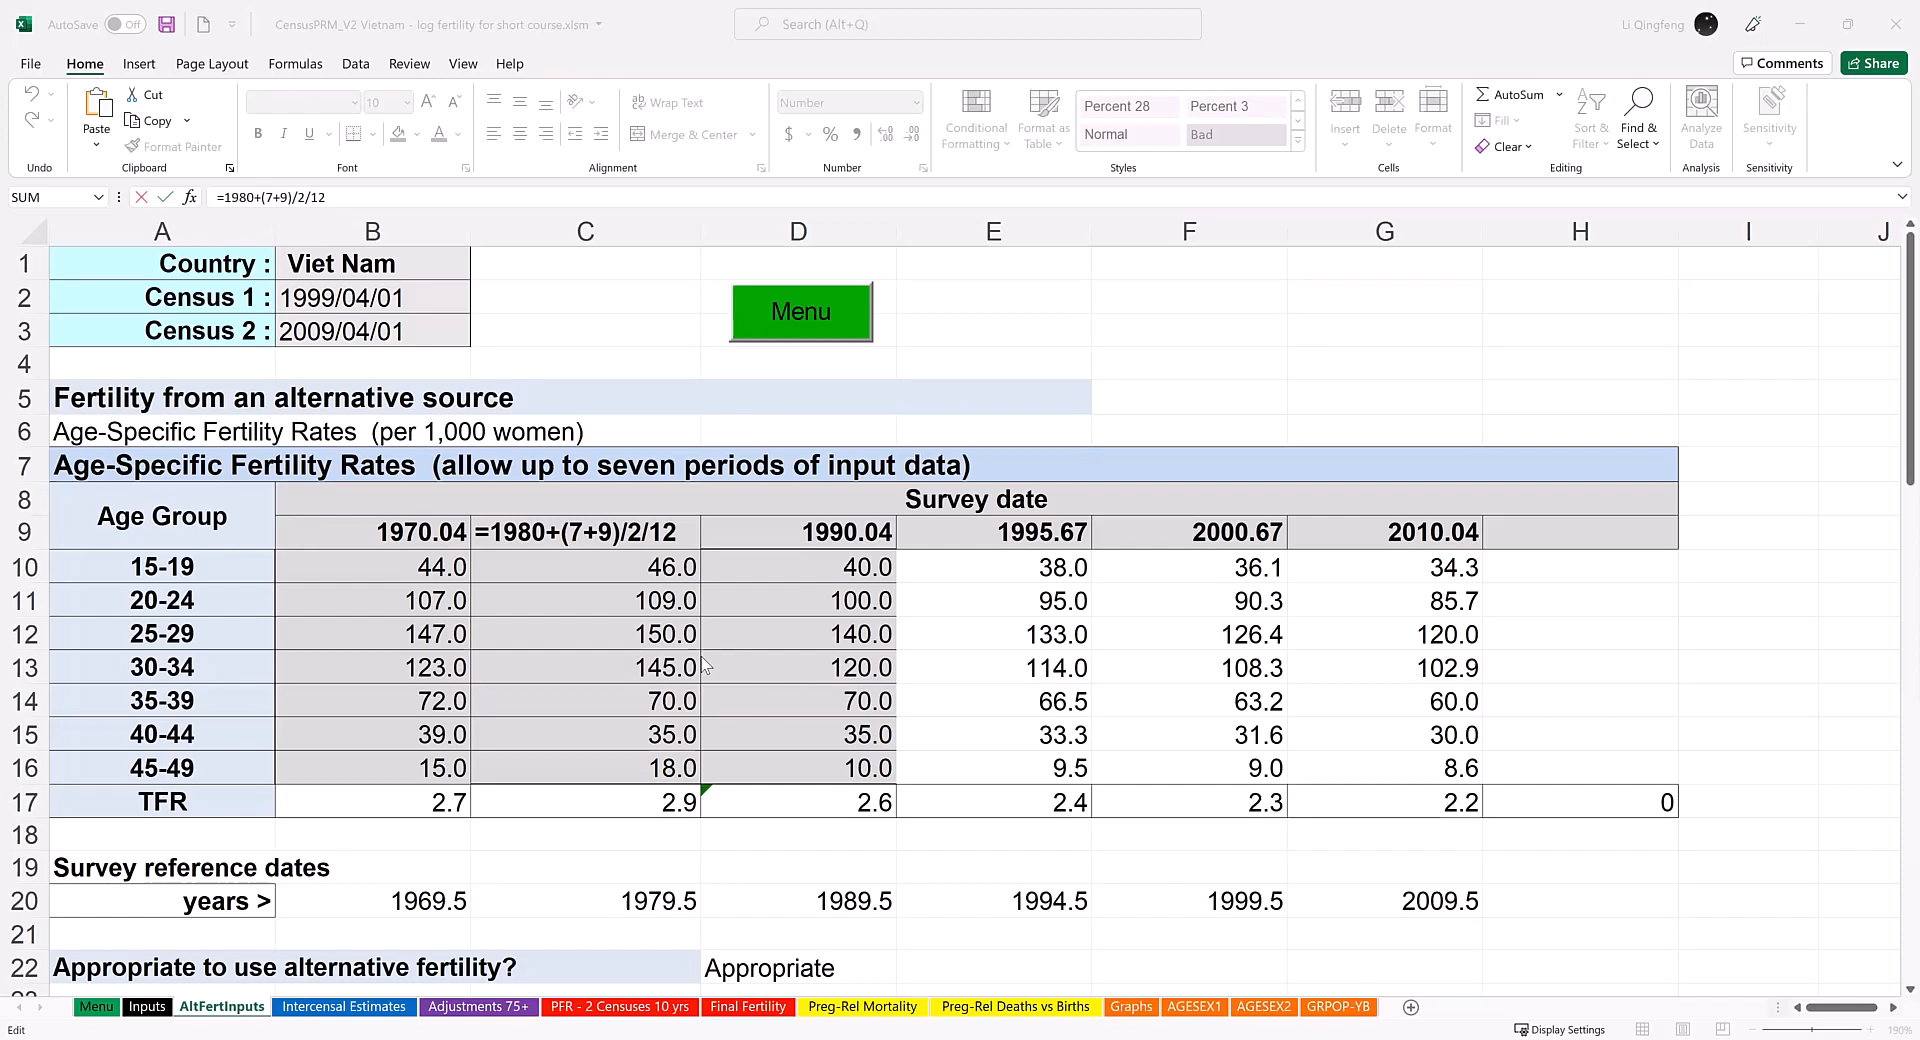 AutoSave Off CensusPRM_V2 Vietnam - log fertility for short course.xlsm Search (Alt+Q) Li Qingfeng
File Home Insert Page Layout Formulas Data Review View Help Comments Share
Cut
Copy
Format Painter
Paste
10
Wrap Text
Merge & Center
Number
Conditional Formatting
Format as Table
Percent 28 Percent 3
Normal Bad
Insert Delete Format
AutoSum
Fill
Clear
Sort & Filter
Find & Select
Analyze Data
Sensitivity
Undo Clipboard Font Alignment Number Styles Cells Editing Analysis Sensitivity
SUM fx =1980+(7+9)/2/12
A B C D E F G H I J
1 Country : Viet Nam
2 Census 1 : 1999/04/01 Menu
3 Census 2 : 2009/04/01
4
5 Fertility from an alternative source
6 Age-Specific Fertility Rates (per 1,000 women)
7 Age-Specific Fertility Rates (allow up to seven periods of input data)
8 Age Group Survey date
9 1970.04 =1980+(7+9)/2/12 1990.04 1995.67 2000.67 2010.04
10 15-19 44.0 46.0 40.0 38.0 36.1 34.3
11 20-24 107.0 109.0 100.0 95.0 90.3 85.7
12 25-29 147.0 150.0 140.0 133.0 126.4 120.0
13 30-34 123.0 145.0 120.0 114.0 108.3 102.9
14 35-39 72.0 70.0 70.0 66.5 63.2 60.0
15 40-44 39.0 35.0 35.0 33.3 31.6 30.0
16 45-49 15.0 18.0 10.0 9.5 9.0 8.6
17 TFR 2.7 2.9 2.6 2.4 2.3 2.2 0
18
19 Survey reference dates
20 years > 1969.5 1979.5 1989.5 1994.5 1999.5 2009.5
21
22 Appropriate to use alternative fertility? Appropriate
Menu Inputs AltFertInputs Intercensal Estimates Adjustments 75+ PFR - 2 Censuses 10 yrs Final Fertility Preg-Rel Mortality Preg-Rel Deaths vs Births Graphs AGESEX1 AGESEX2 GRPOP-YB
Edit Display Settings 190%